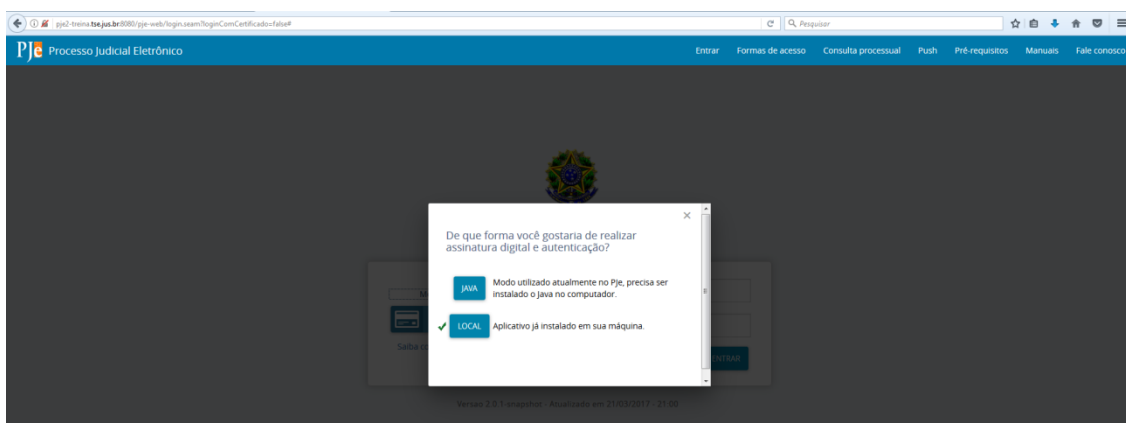 pje2-treina.tse.jus.br:8080/pje-web/login.seam?loginComCertificado=false#
Pesquisar
PJe Processo Judicial Eletrônico
Entrar Formas de acesso Consulta processual Push Pré-requisitos Manuais Fale conosco
De que forma você gostaria de realizar
assinatura digital e autenticação?
JAVA Modo utilizado atualmente no PJe, precisa ser
instalado o Java no computador.
LOCAL Aplicativo já instalado em sua máquina.
Saiba
ENTRAR
Versão 2.0.1-snapshot - Atualizado em 21/03/2017 - 21:00